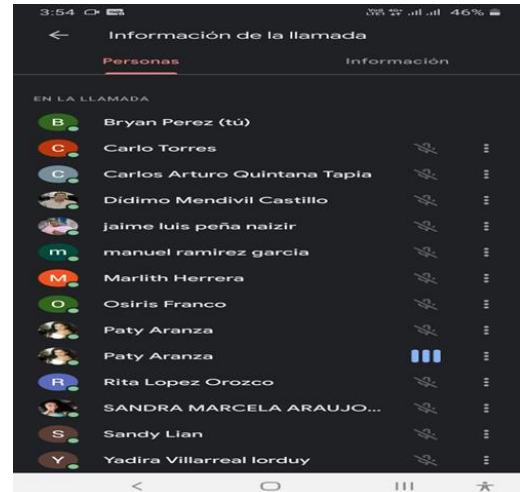 3:54 46%
Información de la llamada
Personas Información
EN LA LLAMADA
B Bryan Perez (tú)
C Carlo Torres
C Carlos Arturo Quintana Tapia
Dídimo Mendivil Castillo
jaime luis peña naizir
m manuel ramirez garcia
M Marlith Herrera
O Osiris Franco
Paty Aranza
Paty Aranza
R Rita Lopez Orozco
SANDRA MARCELA ARAUJO...
S Sandy Lian
Y Yadira Villarreal lorduy